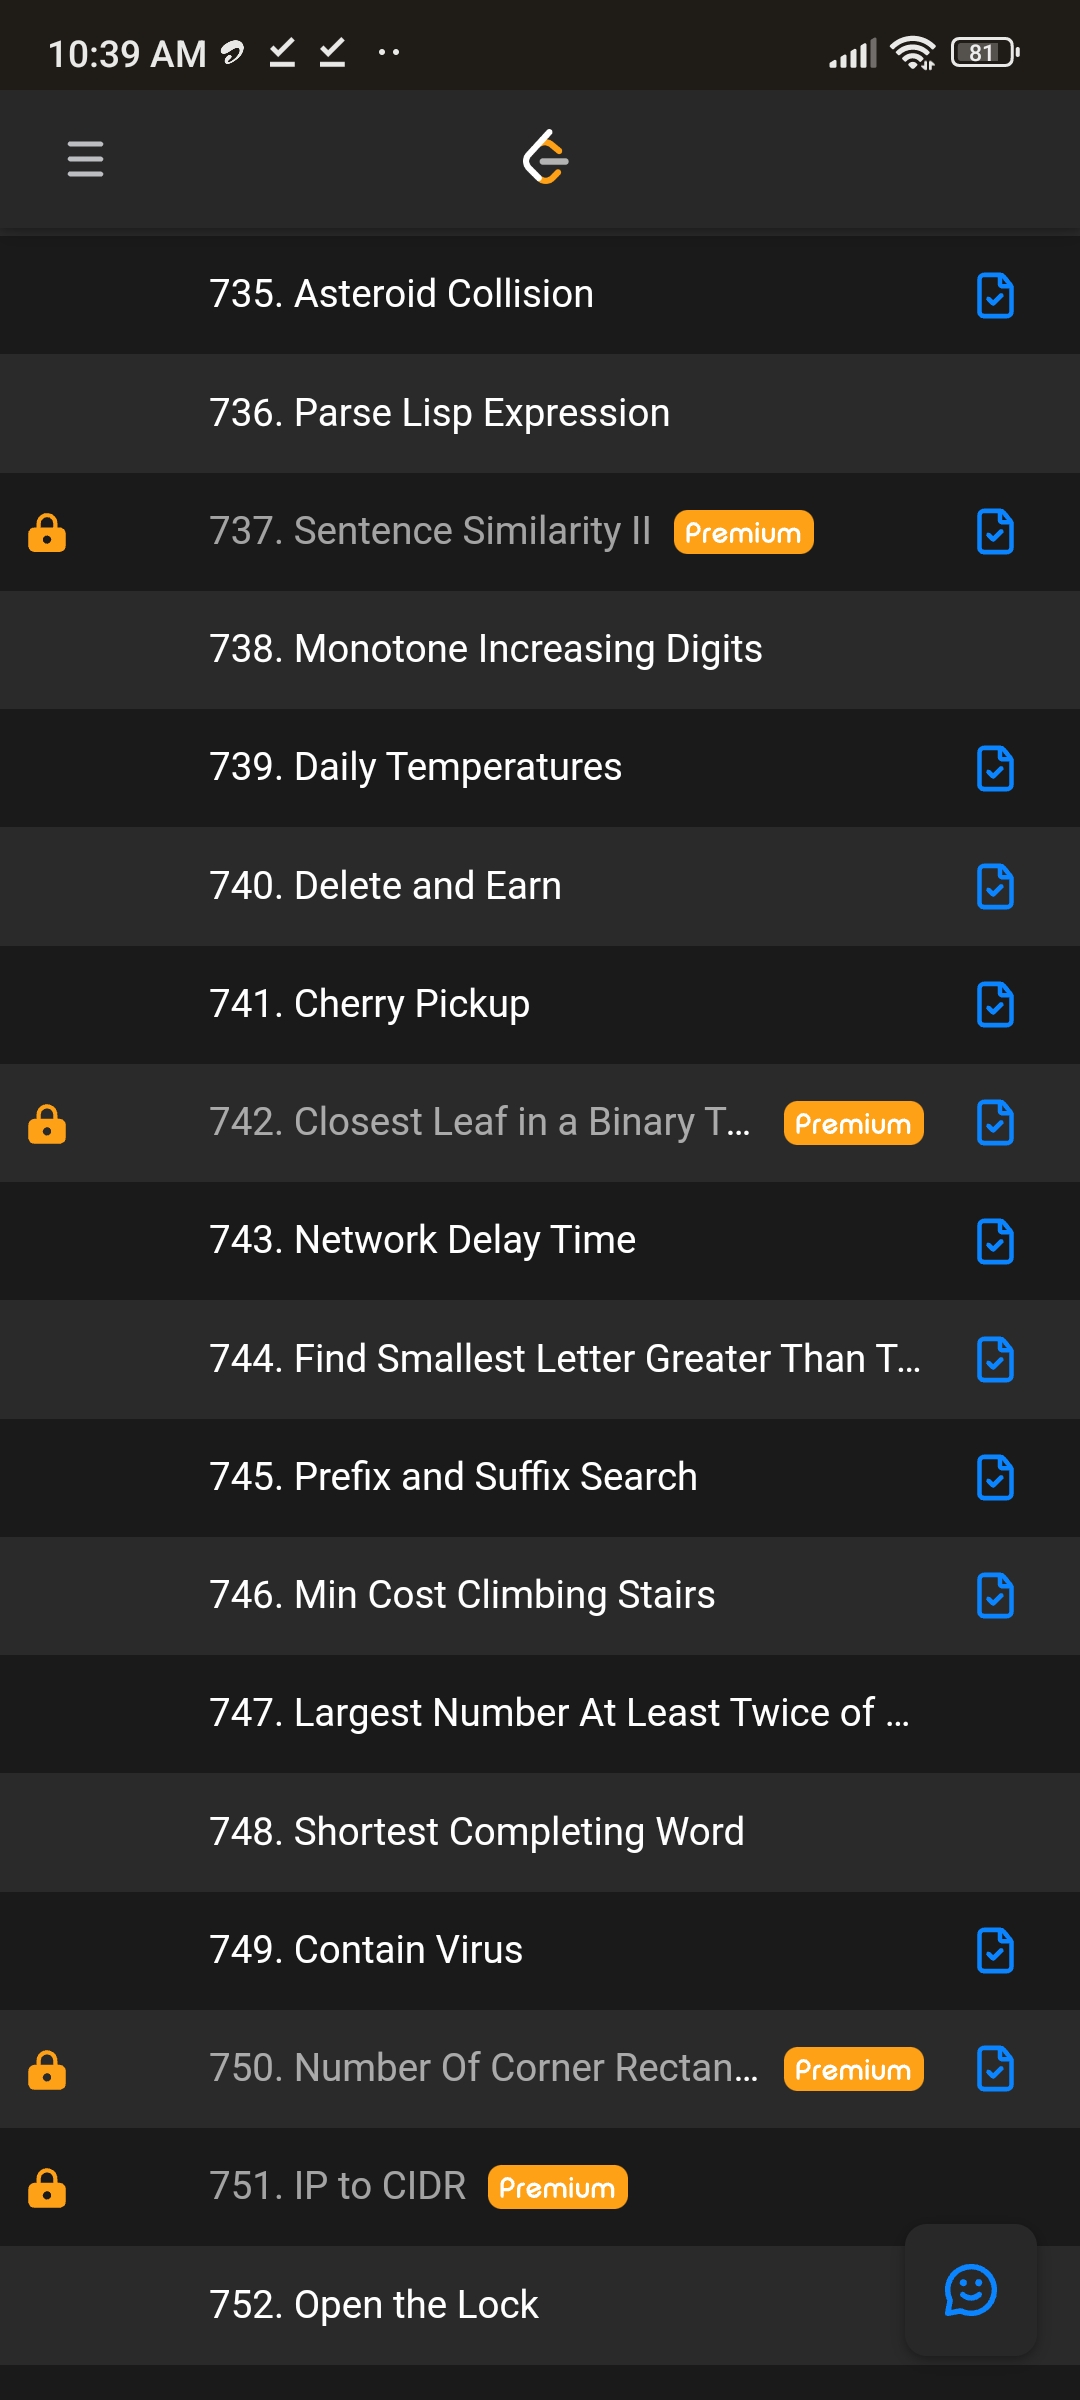 10:39 AM
81
735. Asteroid Collision
736. Parse Lisp Expression
737. Sentence Similarity II Premium
738. Monotone Increasing Digits
739. Daily Temperatures
740. Delete and Earn
741. Cherry Pickup
742. Closest Leaf in a Binary T... Premium
743. Network Delay Time
744. Find Smallest Letter Greater Than T...
745. Prefix and Suffix Search
746. Min Cost Climbing Stairs
747. Largest Number At Least Twice of ...
748. Shortest Completing Word
749. Contain Virus
750. Number Of Corner Rectan... Premium
751. IP to CIDR Premium
752. Open the Lock